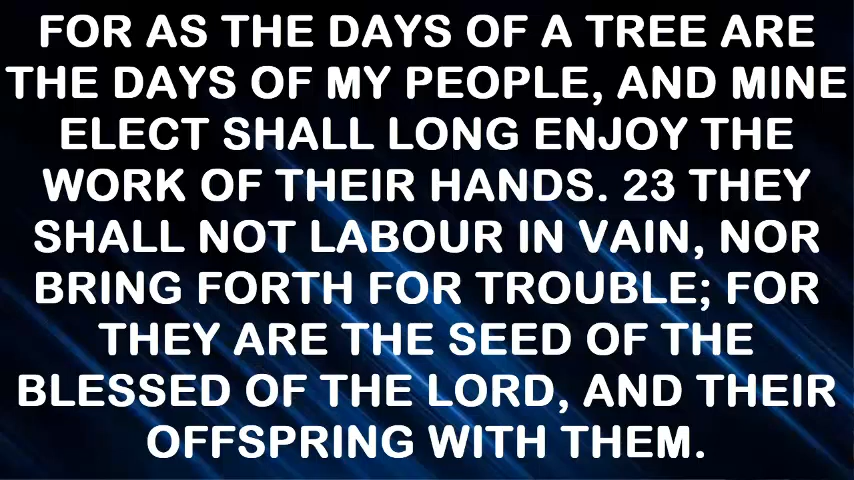 FOR AS THE DAYS OF A TREE ARE
THE DAYS OF MY PEOPLE, AND MINE
ELECT SHALL LONG ENJOY THE
WORK OF THEIR HANDS. 23 THEY
SHALL NOT LABOUR IN VAIN, NOR
BRING FORTH FOR TROUBLE; FOR
THEY ARE THE SEED OF THE
BLESSED OF THE LORD, AND THEIR
OFFSPRING WITH THEM.